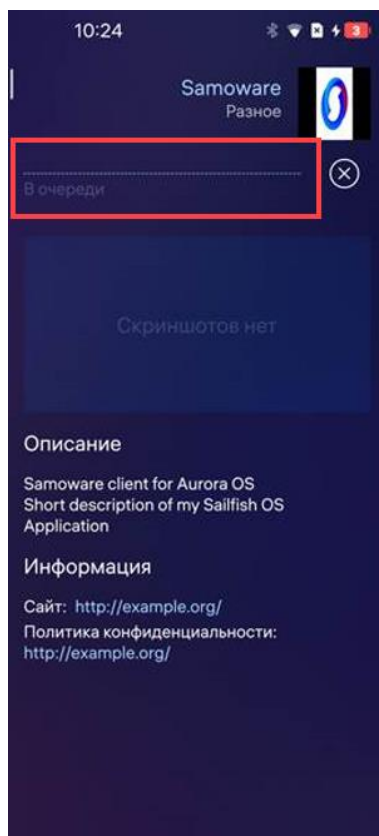 10:24
3
Samoware
Разное
В очереди
Скриншотов нет
Описание
Samoware client for Aurora OS
Short description of my Sailfish OS
Application
Информация
Сайт: http://example.org/
Политика конфиденциальности:
http://example.org/